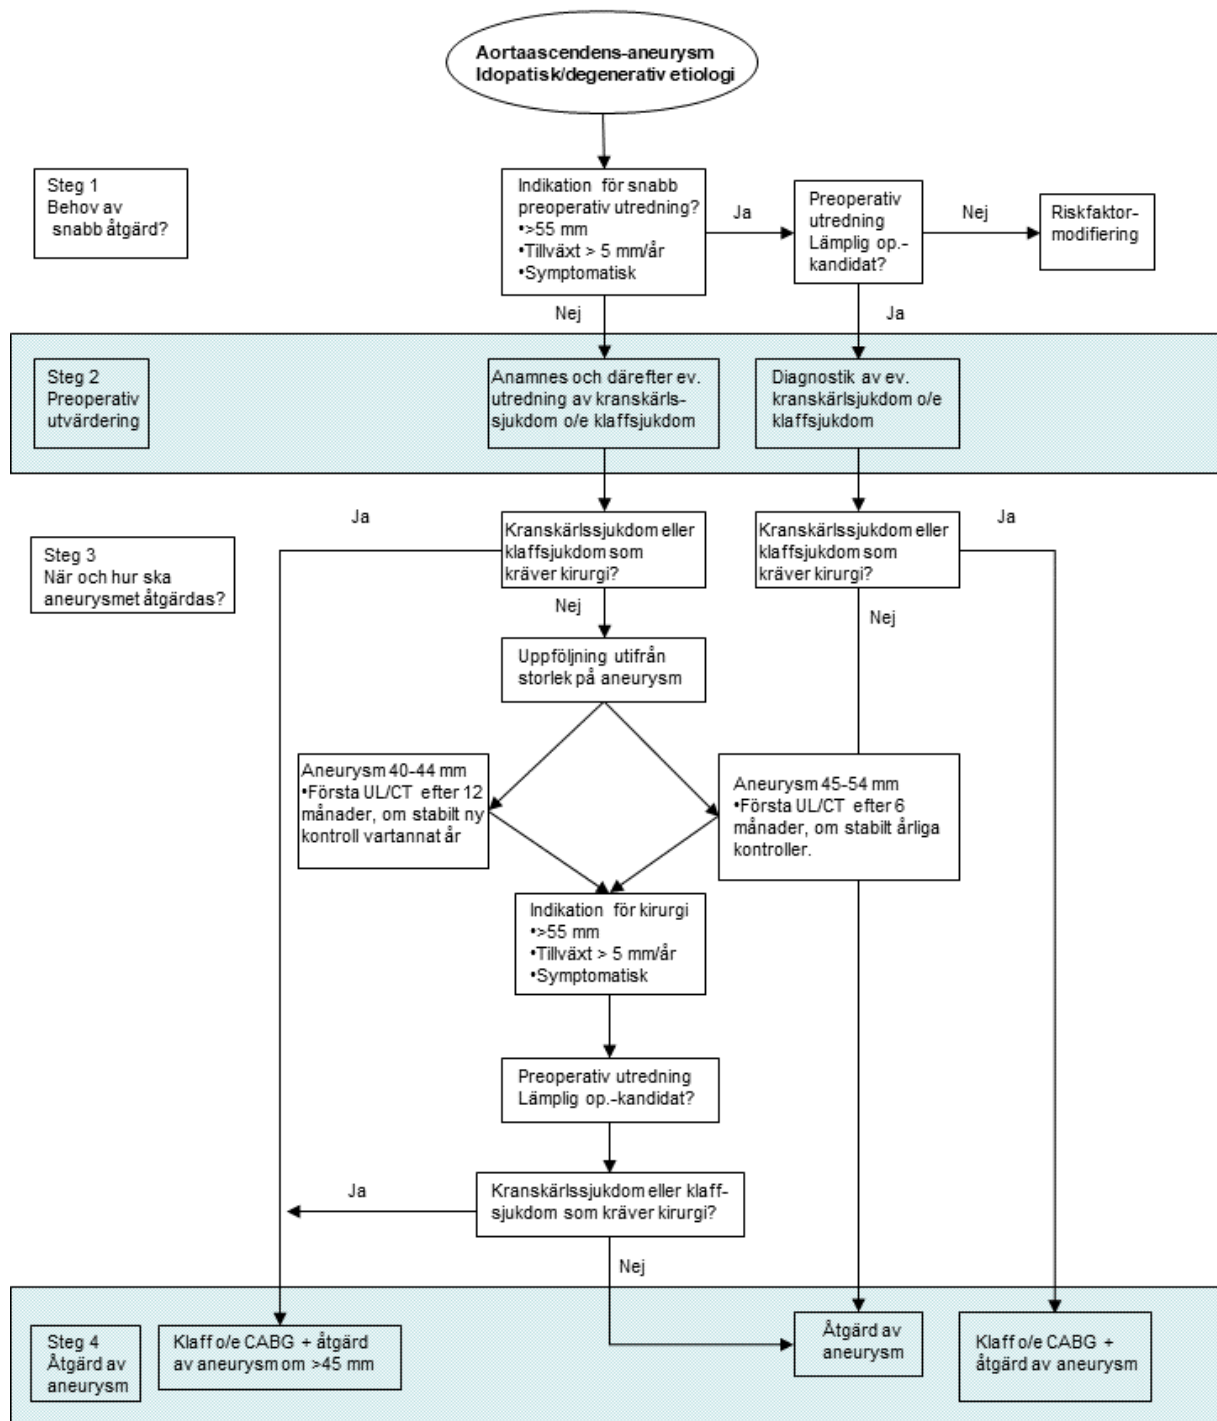 Aortaascendens-aneurysm
Idopatisk/degenerativ etiologi
Steg 1
Behov av
snabb åtgärd?
Indikation för snabb
preoperativ utredning?
•>55 mm
•Tillväxt > 5 mm/år
•Symptomatisk
Ja
Preoperativ
utredning
Lämplig op.-
kandidat?
Nej
Riskfaktor-
modifiering
Nej
Ja
Steg 2
Preoperativ
utvärdering
Anamnes och därefter ev.
utredning av kranskärls-
sjukdom o/e klaffsjukdom
Diagnostik av ev.
kranskärlsjukdom o/e
klaffsjukdom
Steg 3
När och hur ska
aneurysmet åtgärdas?
Ja
Kranskärlssjukdom eller
klaffsjukdom som
kräver kirurgi?
Kranskärlssjukdom eller
klaffsjukdom som
kräver kirurgi?
Ja
Nej
Nej
Uppföljning utifrån
storlek på aneurysm
Aneurysm 40-44 mm
•Första UL/CT efter 12
månader, om stabilt ny
kontroll vartannat år
Aneurysm 45-54 mm
•Första UL/CT efter 6
månader, om stabilt årliga
kontroller.
Indikation för kirurgi
•>55 mm
•Tillväxt > 5 mm/år
•Symptomatisk
Preoperativ utredning
Lämplig op.-kandidat?
Ja
Kranskärlssjukdom eller klaff-
sjukdom som kräver kirurgi?
Nej
Steg 4
Åtgärd av
aneurysm
Klaff o/e CABG + åtgärd
av aneurysm om >45 mm
Åtgärd av
aneurysm
Klaff o/e CABG +
åtgärd av aneurysm